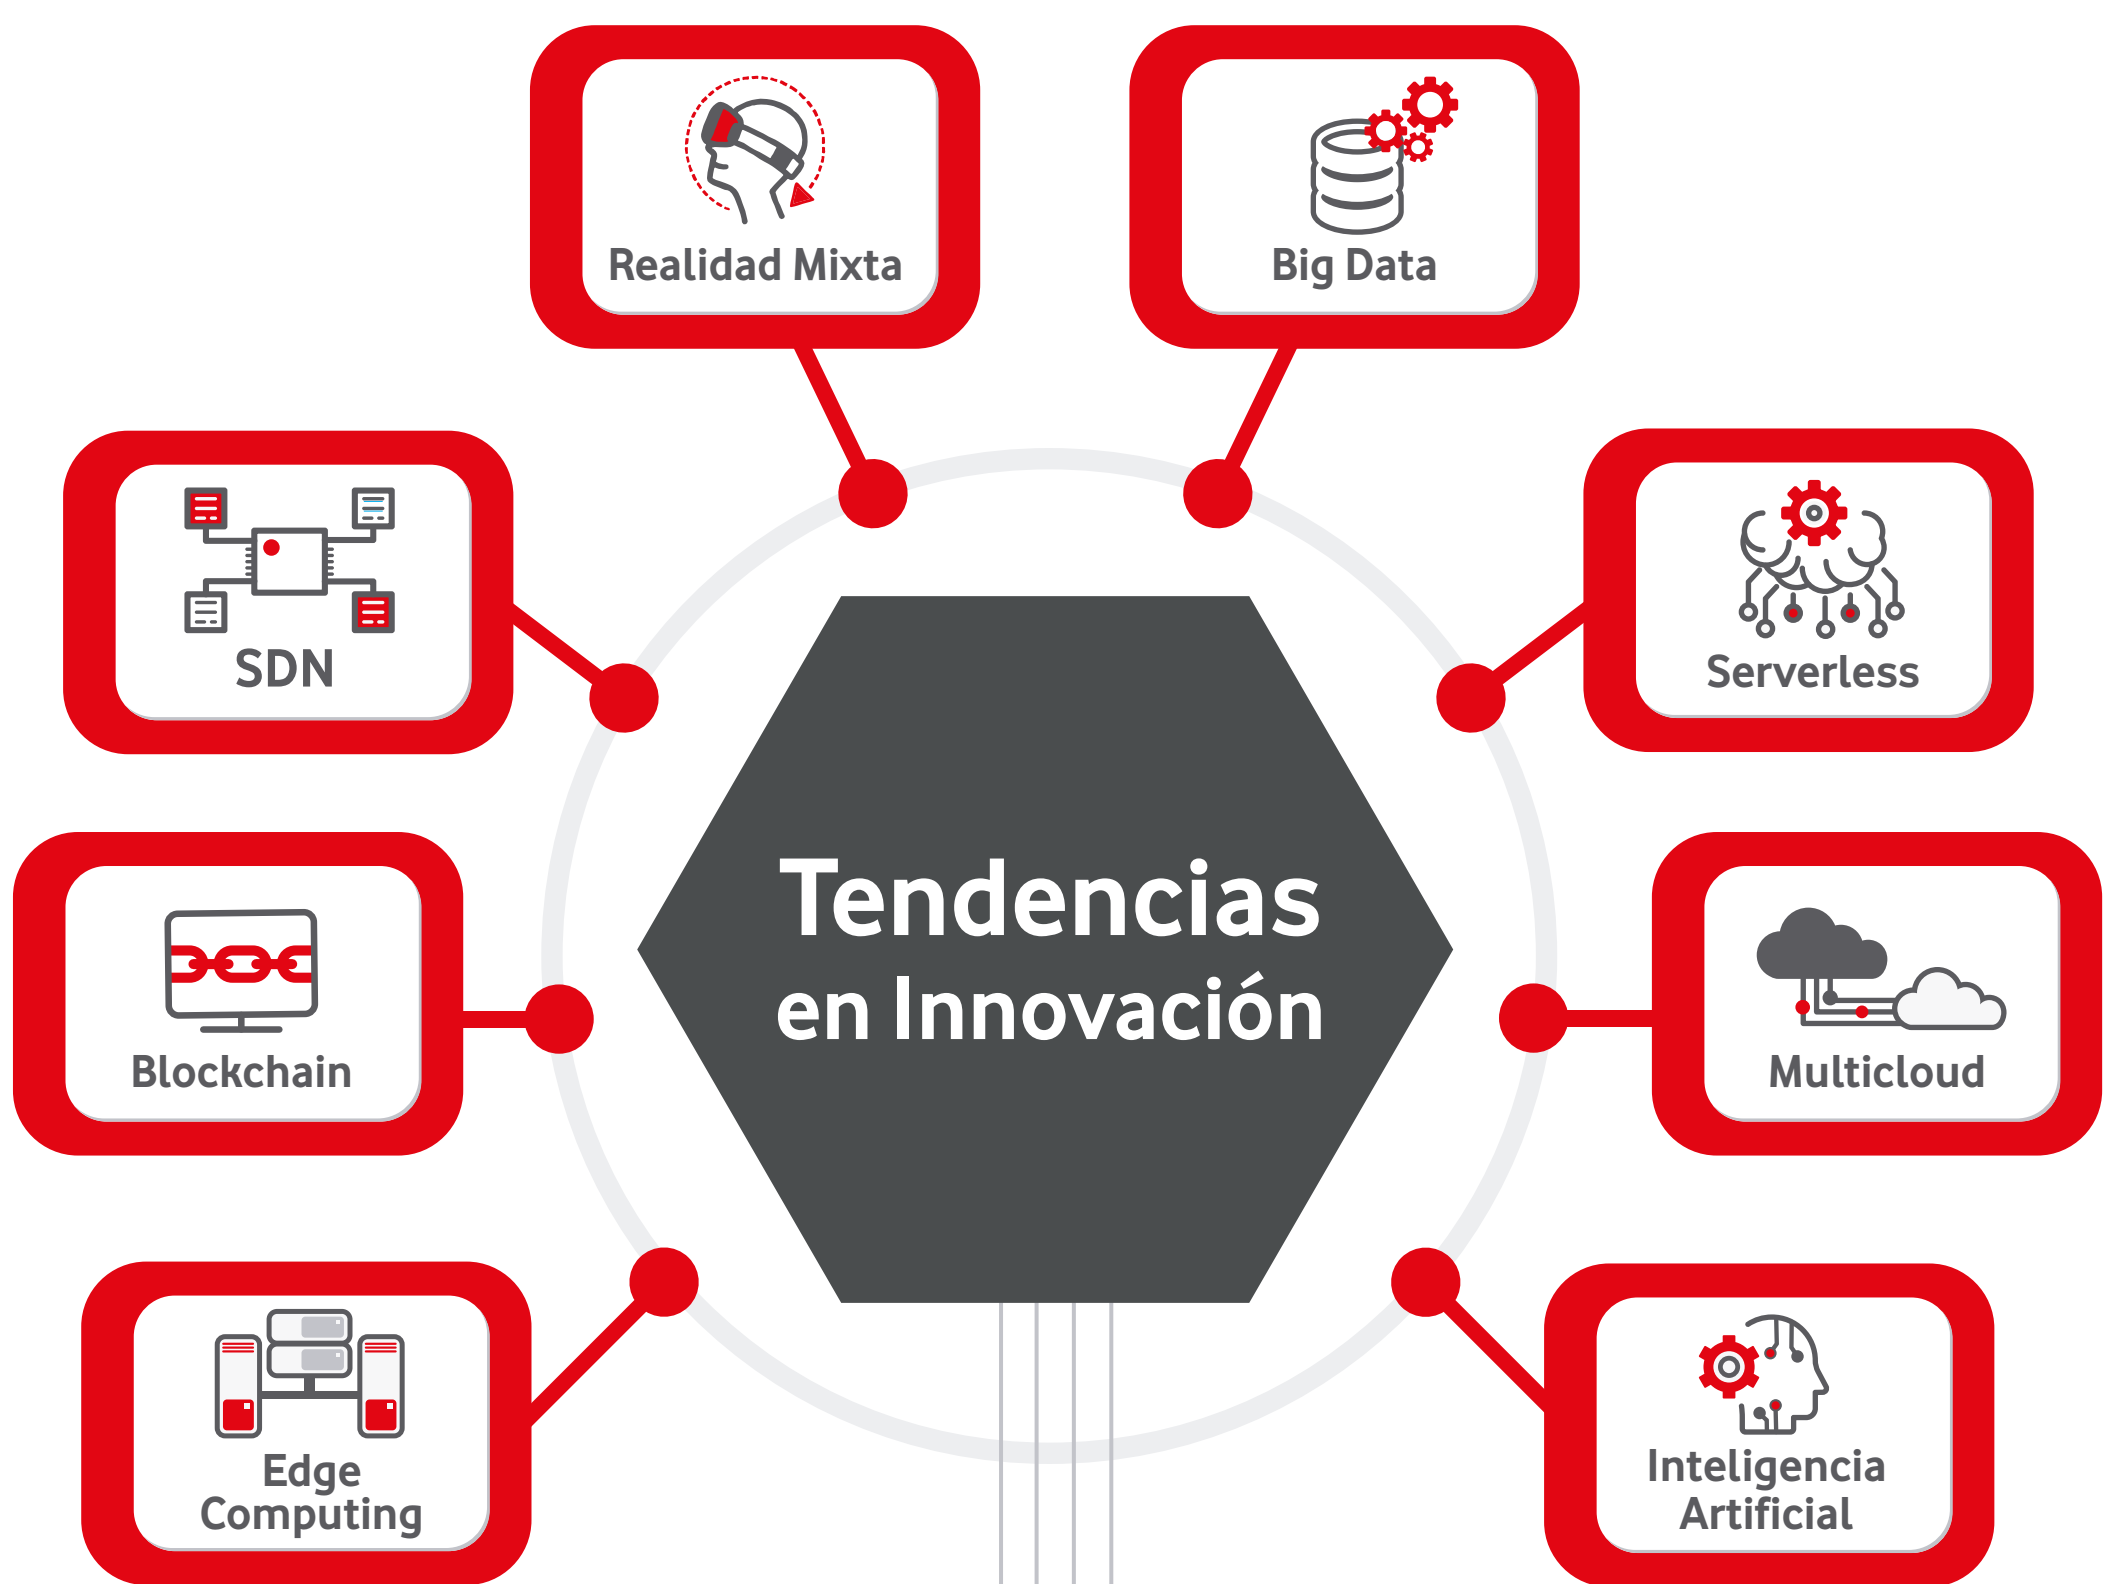 Realidad Mixta
Big Data
SDN
Serverless
Tendencias
en Innovación
Blockchain
Multicloud
Edge
Computing
Inteligencia
Artificial